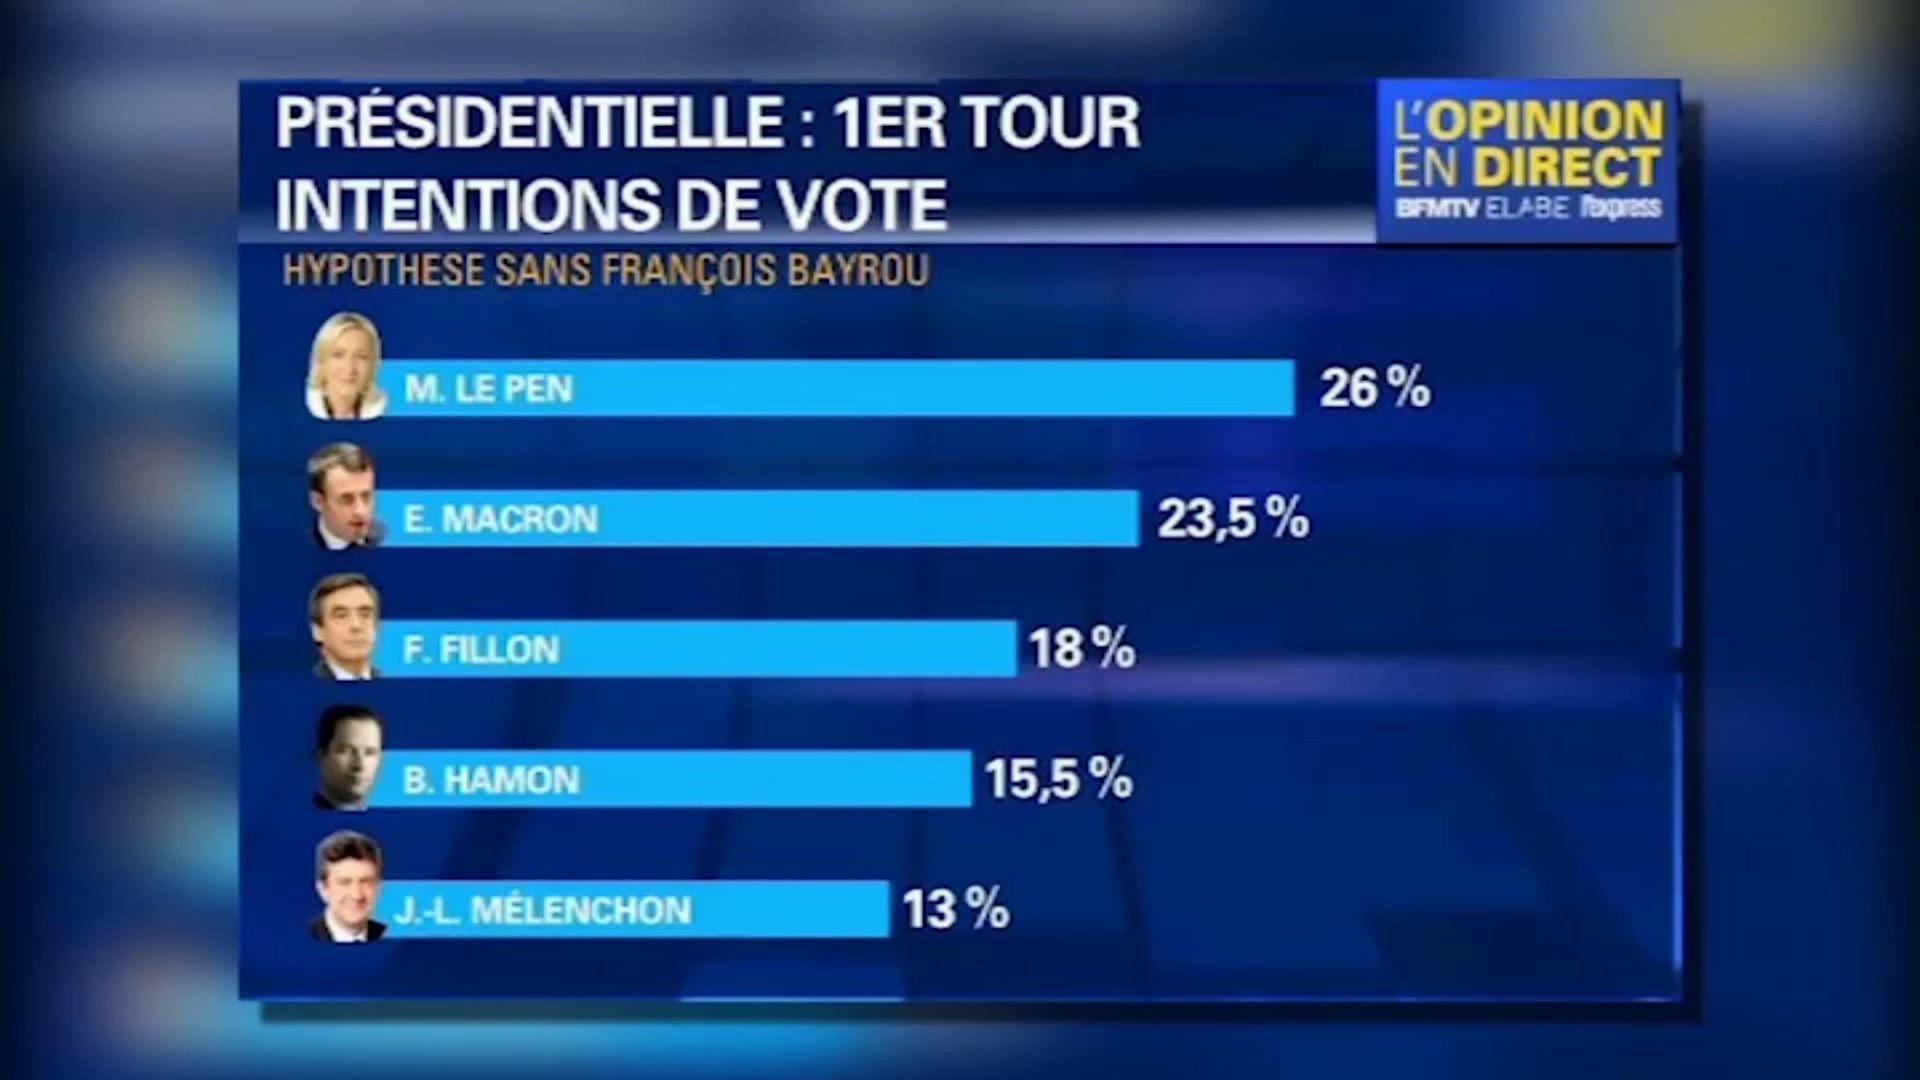 PRÉSIDENTIELLE : 1ER TOUR
INTENTIONS DE VOTE
L'OPINION
EN DIRECT
BFMTV ELABE l'express
HYPOTHESE SANS FRANÇOIS BAYROU
M. LE PEN 26 %
E. MACRON 23,5 %
F. FILLON 18 %
B. HAMON 15,5 %
J.-L. MÉLENCHON 13 %